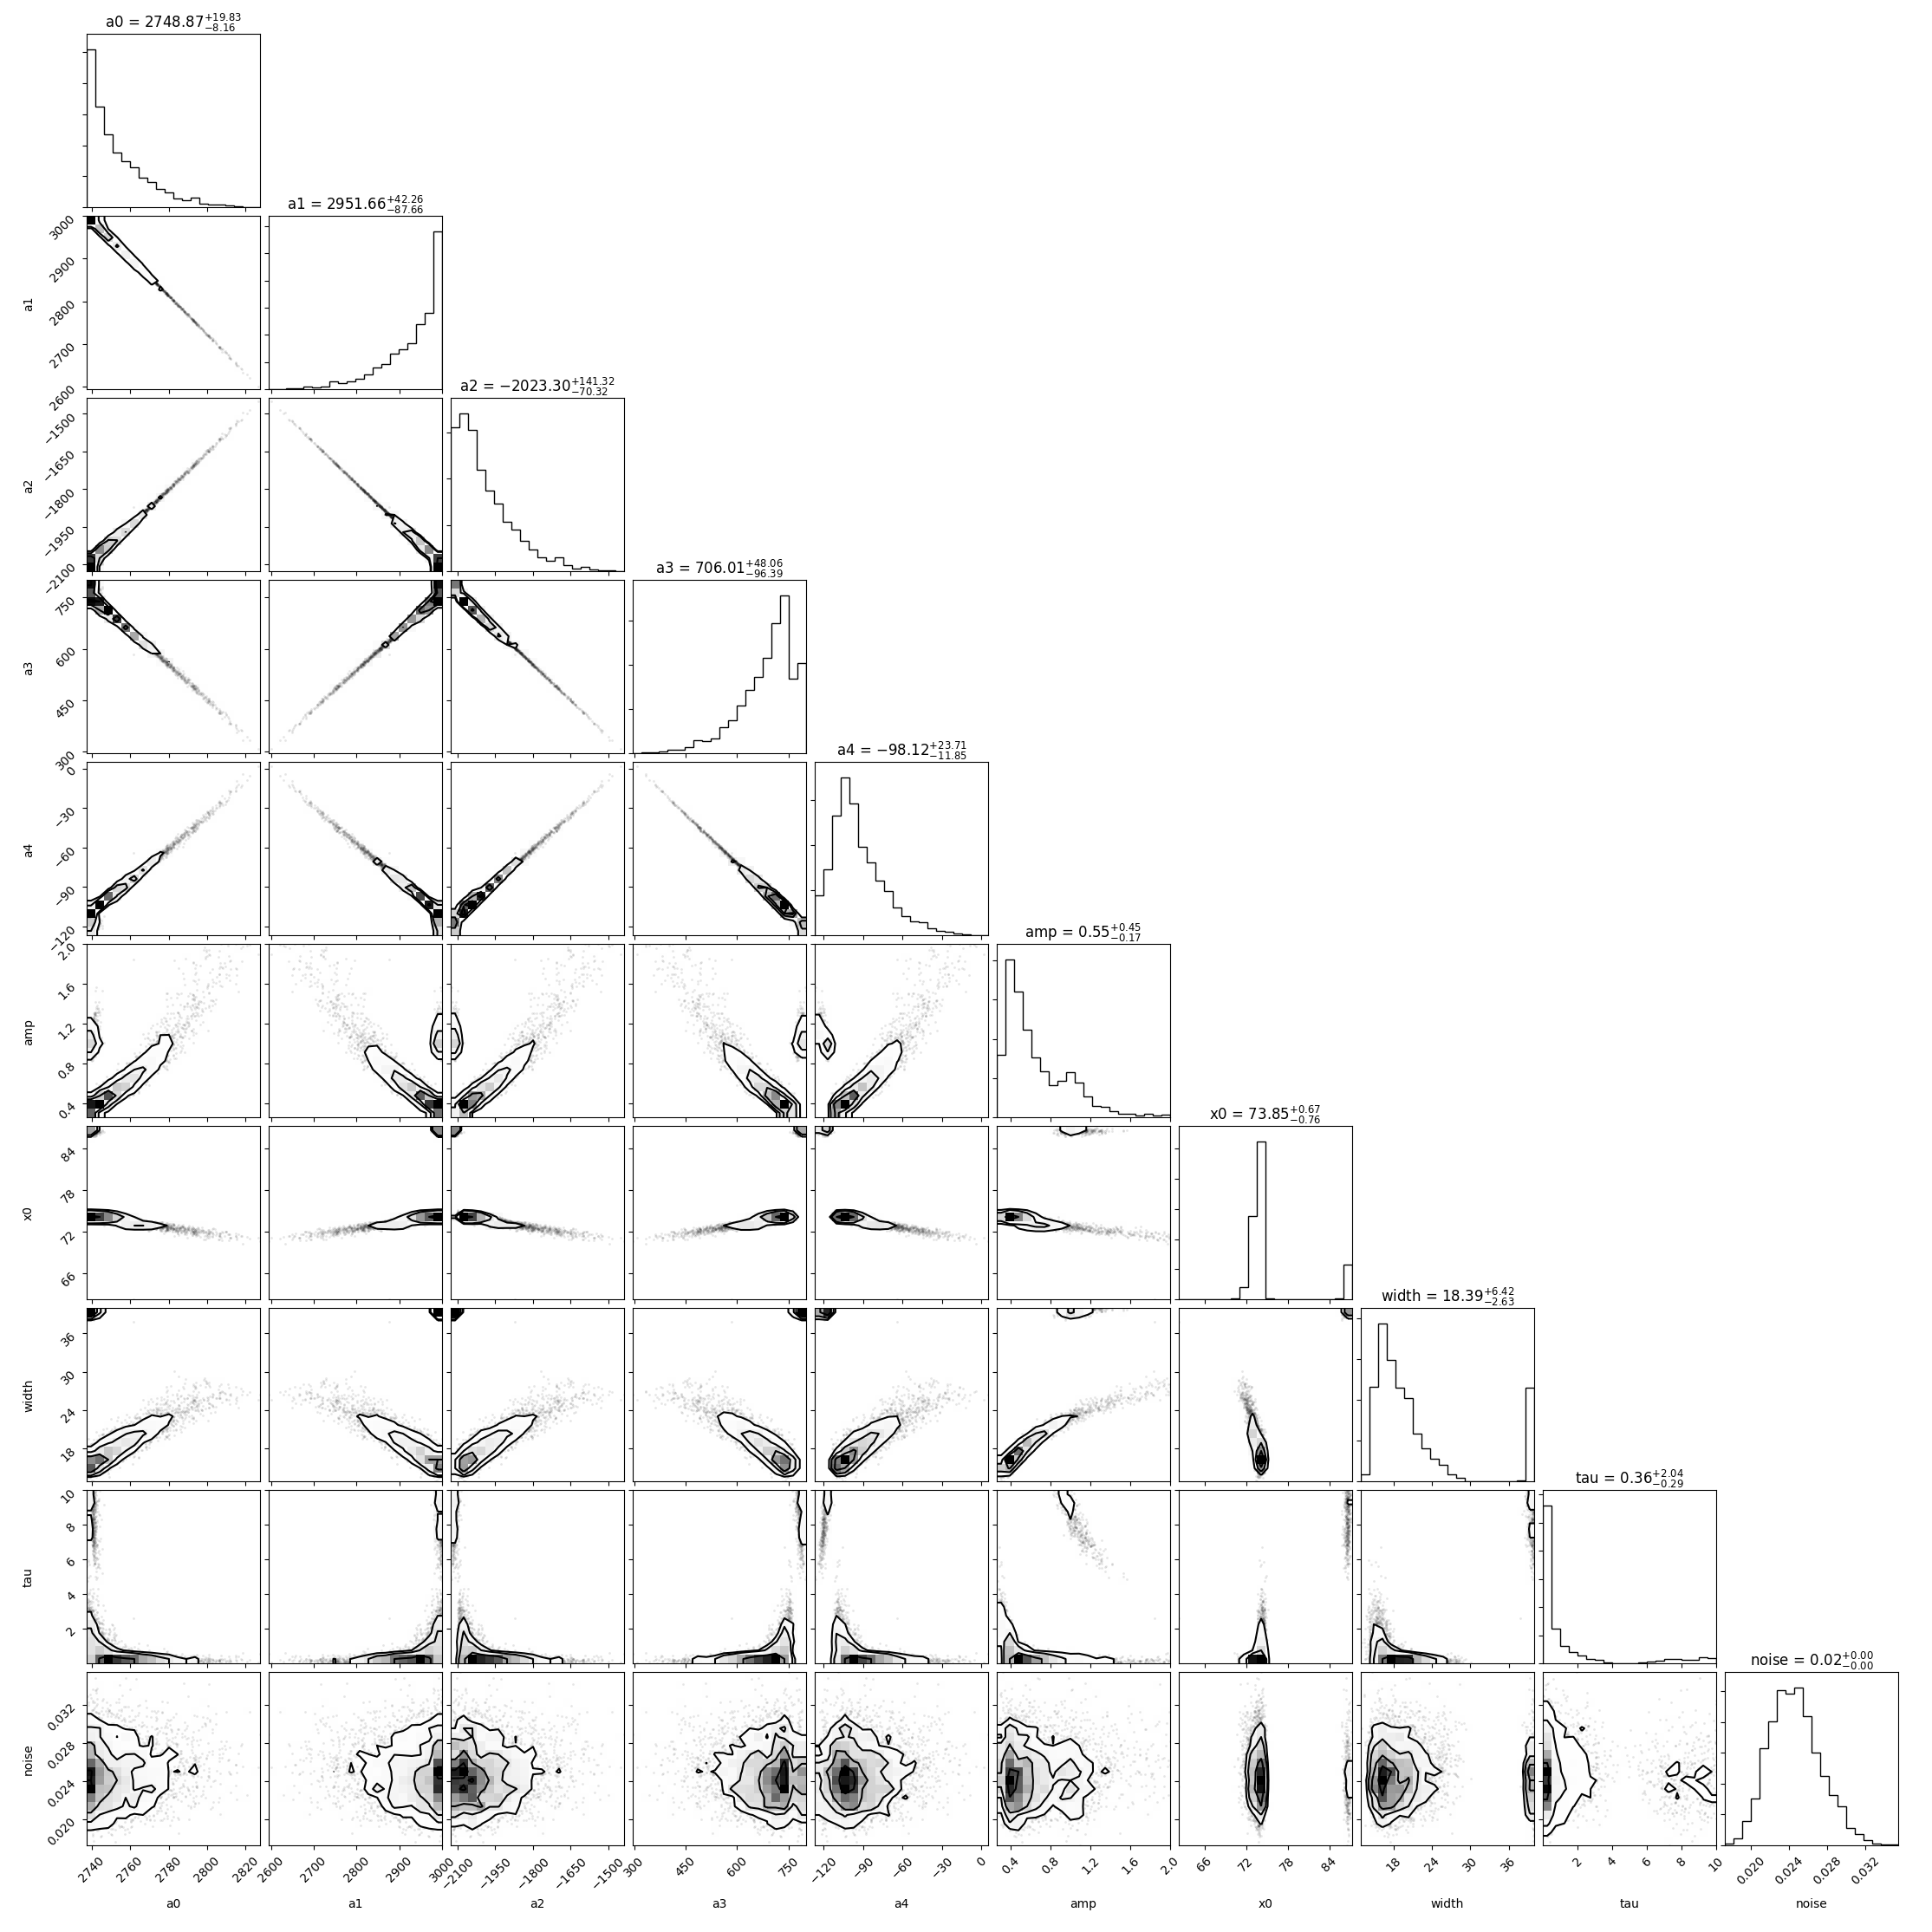 a0 = 2748.87 +19.83 −8.16
a1 = 2951.66 +42.26 −87.66
3000
2900
2800
2700
2600
a1
a2 = −2023.30 +141.32 −70.32
−1500
−1650
−1800
−1950
−2100
a2
a3 = 706.01 +48.06 −96.39
750
600
450
300
a3
a4 = −98.12 +23.71 −11.85
0
−30
−60
−90
−120
a4
amp = 0.55 +0.45 −0.17
2.0
1.6
1.2
0.8
0.4
amp
x0 = 73.85 +0.67 −0.76
84
78
72
66
x0
width = 18.39 +6.42 −2.63
36
30
24
18
width
tau = 0.36 +2.04 −0.29
10
8
6
4
2
tau
noise = 0.02 +0.00 −0.00
0.032
0.028
0.024
0.020
noise
2740 2760 2780 2800 2820 2600 2700 2800 2900 3000 −2100 −1950 −1800 −1650 −1500 300 450 600 750 −120 −90 −60 −30 0 0.4 0.8 1.2 1.6 2.0 66 72 78 84 18 24 30 36 2 4 6 8 10 0.020 0.024 0.028 0.032
a0 a1 a2 a3 a4 amp x0 width tau noise